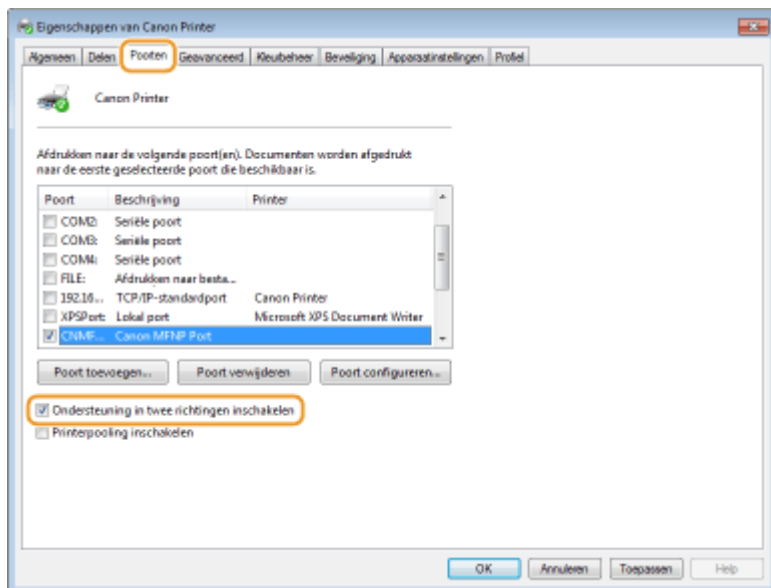 Eigenschappen van Canon Printer
Algemeen Delen Poorten Geavanceerd Kleurbeheer Beveiliging Apparaatinstellingen Profiel
Canon Printer
Afdrukken naar de volgende poort(en). Documenten worden afgedrukt
naar de eerste geselecteerde poort die beschikbaar is.
Poort Beschrijving Printer
COM2: Seriële poort
COM3: Seriële poort
COM4: Seriële poort
FILE: Afdrukken naar besta...
192.16... TCP/IP-standardport Canon Printer
XPSPort: Lokal port Microsoft XPS Document Writer
CNMF... Canon MFNP Port
Poort toevoegen... Poort verwijderen Poort configureren...
Ondersteuning in twee richtingen inschakelen
Printerpooling inschakelen
OK Annuleren Toepassen Help